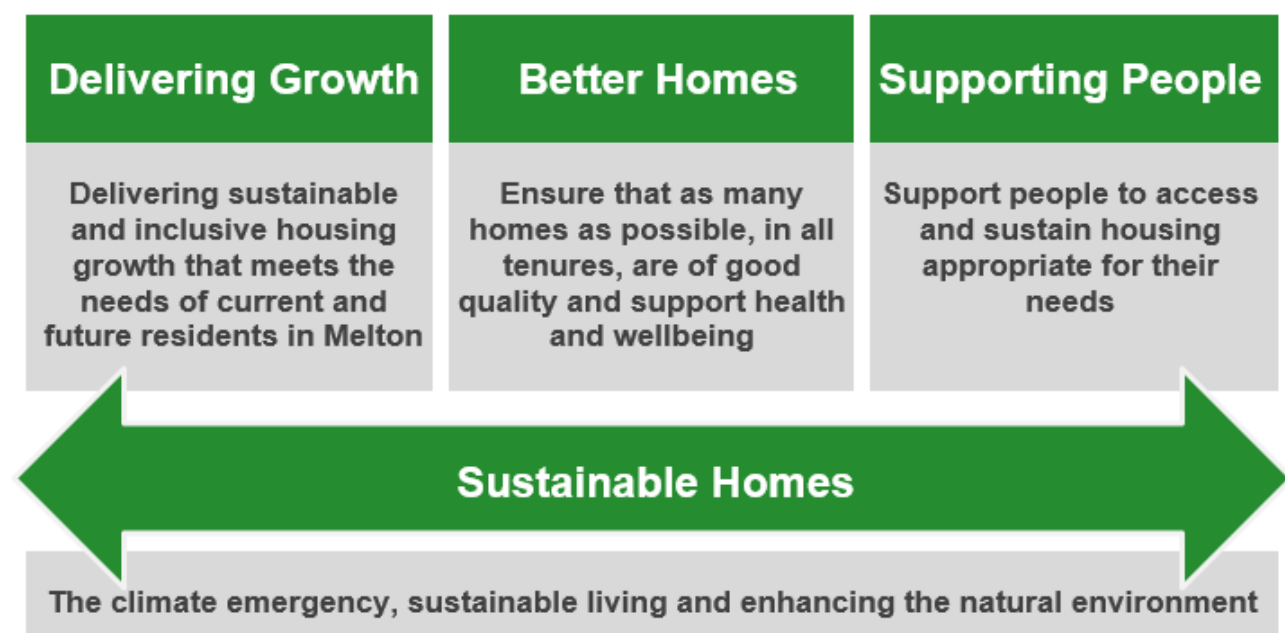 Delivering Growth
Delivering sustainable
and inclusive housing
growth that meets the
needs of current and
future residents in Melton
Better Homes
Ensure that as many
homes as possible, in all
tenures, are of good
quality and support health
and wellbeing
Supporting People
Support people to access
and sustain housing
appropriate for their
needs
Sustainable Homes
The climate emergency, sustainable living and enhancing the natural environment